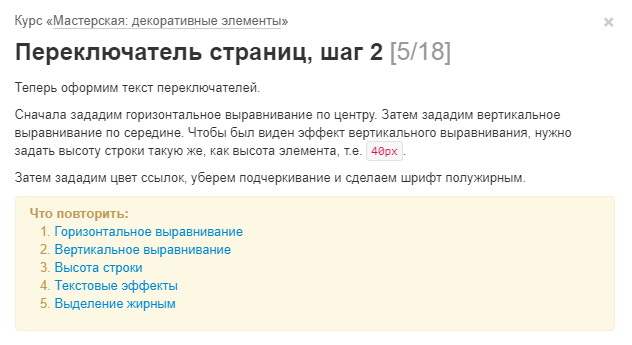 Курс «Мастерская: декоративные элементы»
×
Переключатель страниц, шаг 2 [5/18]
Теперь оформим текст переключателей.
Сначала зададим горизонтальное выравнивание по центру. Затем зададим вертикальное
выравнивание по середине. Чтобы был виден эффект вертикального выравнивания, нужно
задать высоту строки такую же, как высота элемента, т.е. 40px .
Затем зададим цвет ссылок, уберем подчеркивание и сделаем шрифт полужирным.
Что повторить:
1. Горизонтальное выравнивание
2. Вертикальное выравнивание
3. Высота строки
4. Текстовые эффекты
5. Выделение жирным